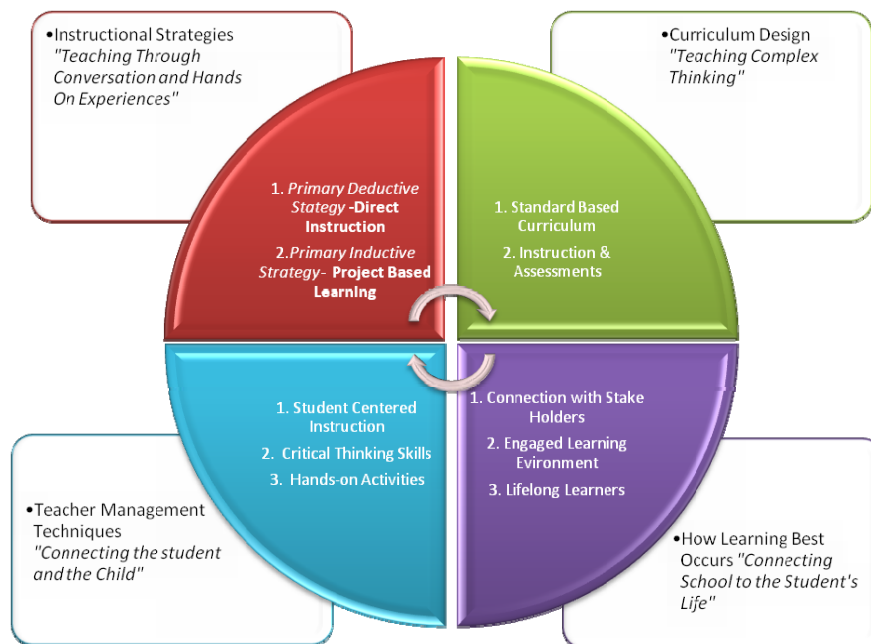 •Instructional Strategies
"Teaching Through
Conversation and Hands
On Experiences"
•Curriculum Design
"Teaching Complex
Thinking"
1. Primary Deductive
Stategy -Direct
Instruction
2.Primary Inductive
Strategy- Project Based
Learning
1. Standard Based
Curriculum
2. Instruction &
Assessments
1. Student Centered
Instruction
2. Critical Thinking Skills
3. Hands-on Activities
1. Connection with Stake
Holders
2. Engaged Learning
Evironment
3. Lifelong Learners
•Teacher Management
Techniques
"Connecting the student
and the Child"
•How Learning Best
Occurs "Connecting
School to the Student's
Life"